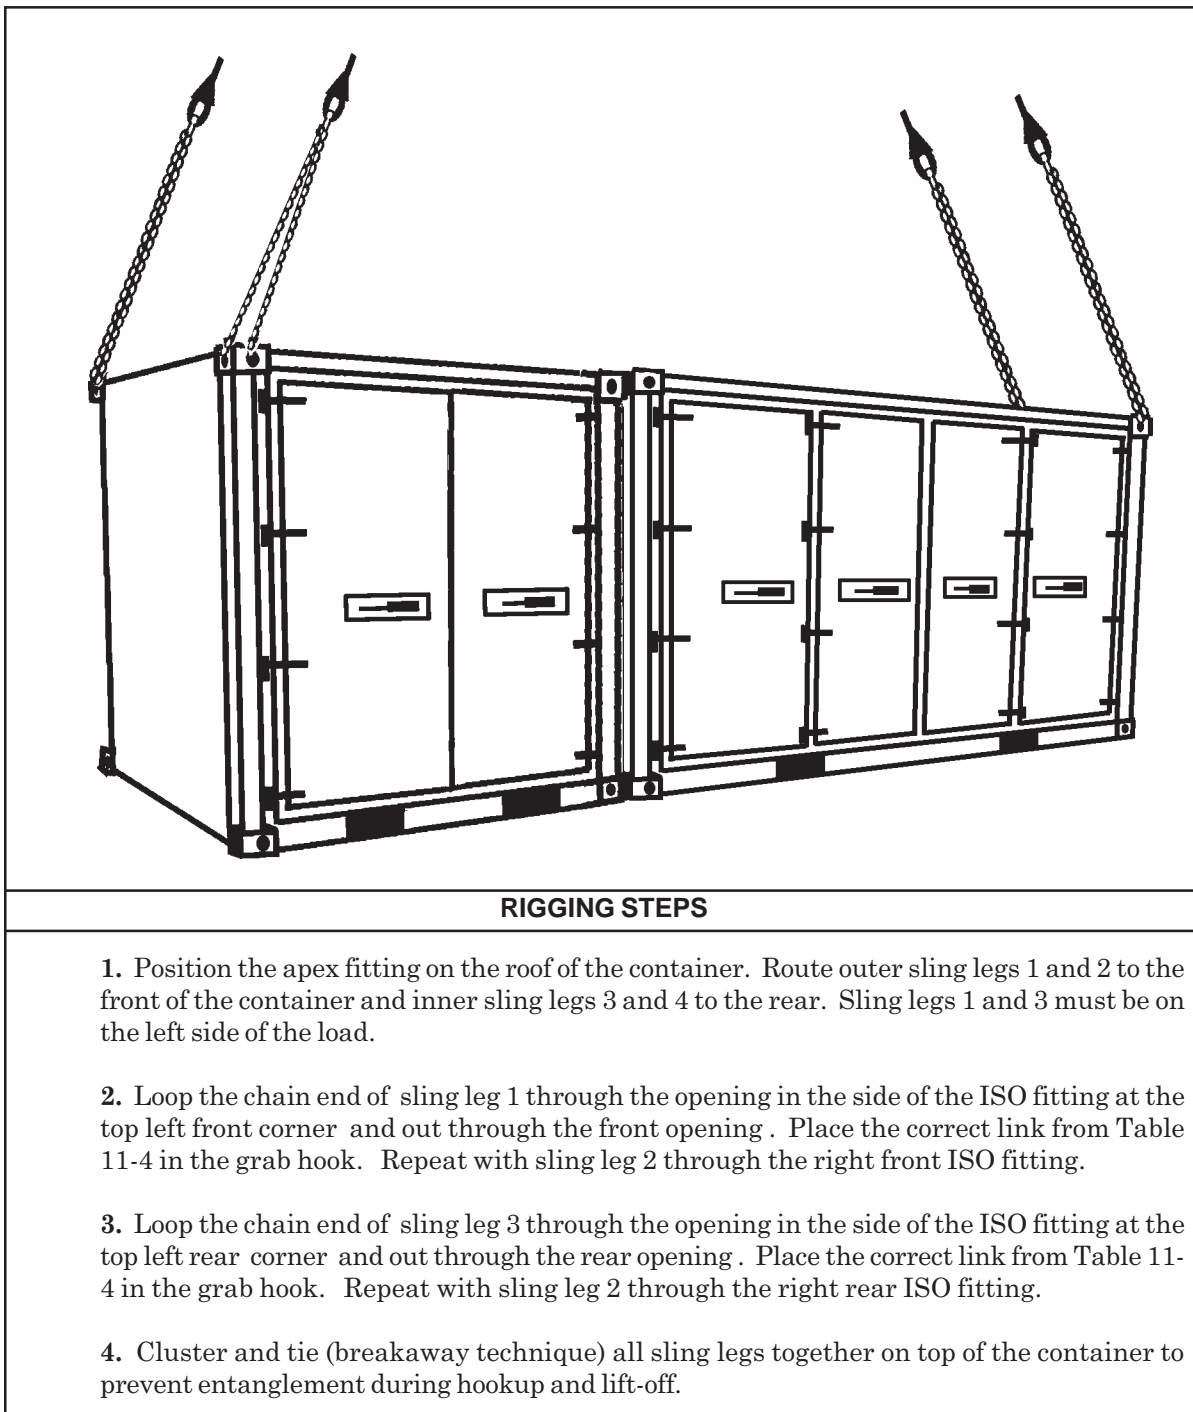 RIGGING STEPS
1. Position the apex fitting on the roof of the container. Route outer sling legs 1 and 2 to the
front of the container and inner sling legs 3 and 4 to the rear. Sling legs 1 and 3 must be on
the left side of the load.
2. Loop the chain end of sling leg 1 through the opening in the side of the ISO fitting at the
top left front corner and out through the front opening . Place the correct link from Table
11-4 in the grab hook. Repeat with sling leg 2 through the right front ISO fitting.
3. Loop the chain end of sling leg 3 through the opening in the side of the ISO fitting at the
top left rear corner and out through the rear opening . Place the correct link from Table 11-
4 in the grab hook. Repeat with sling leg 2 through the right rear ISO fitting.
4. Cluster and tie (breakaway technique) all sling legs together on top of the container to
prevent entanglement during hookup and lift-off.